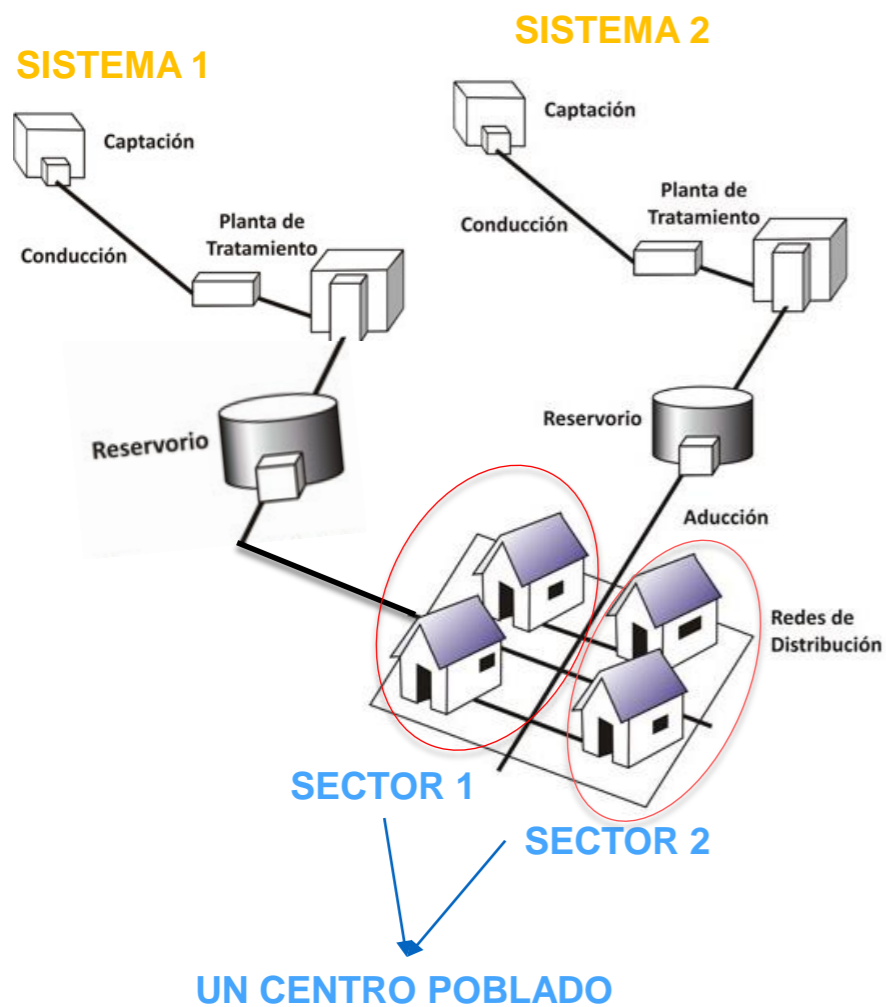 SISTEMA 1
Captación
Conducción
Planta de
Tratamiento
Reservorio
SISTEMA 2
Captación
Conducción
Planta de
Tratamiento
Reservorio
Aducción
Redes de
Distribución
SECTOR 1
SECTOR 2
UN CENTRO POBLADO